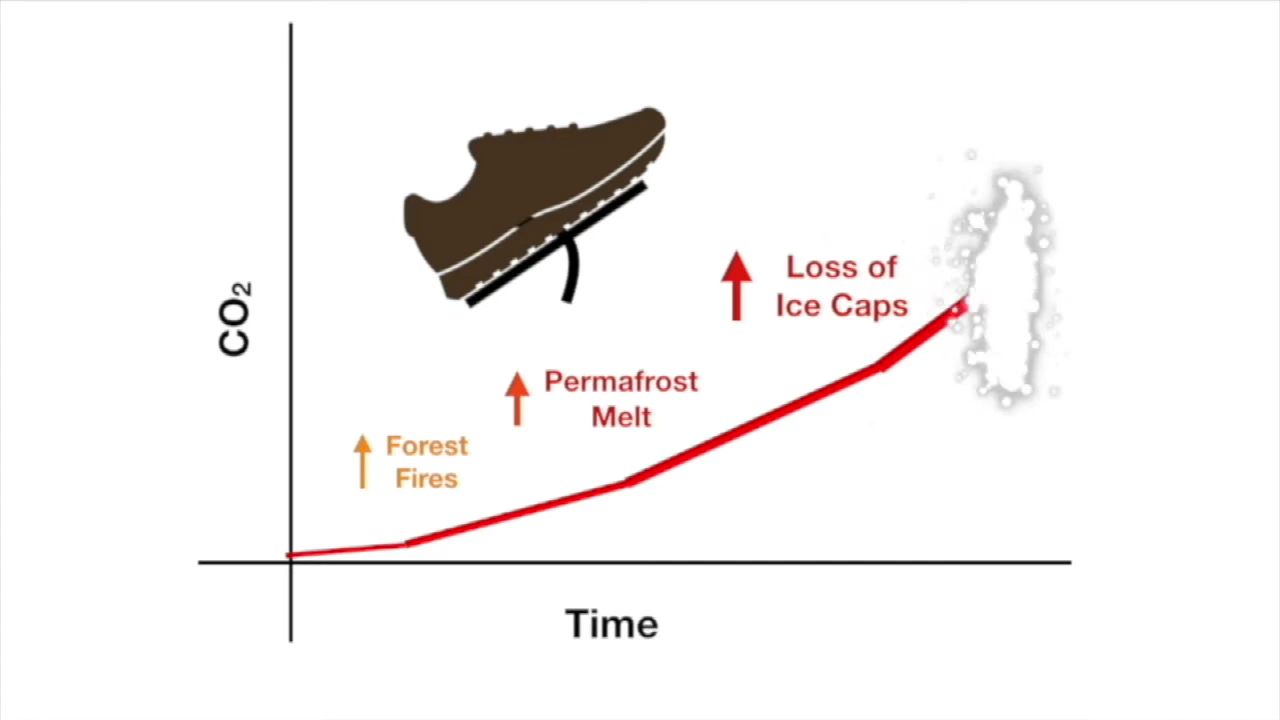 Loss of
Ice Caps
Permafrost
Melt
Forest
Fires
CO₂
Time